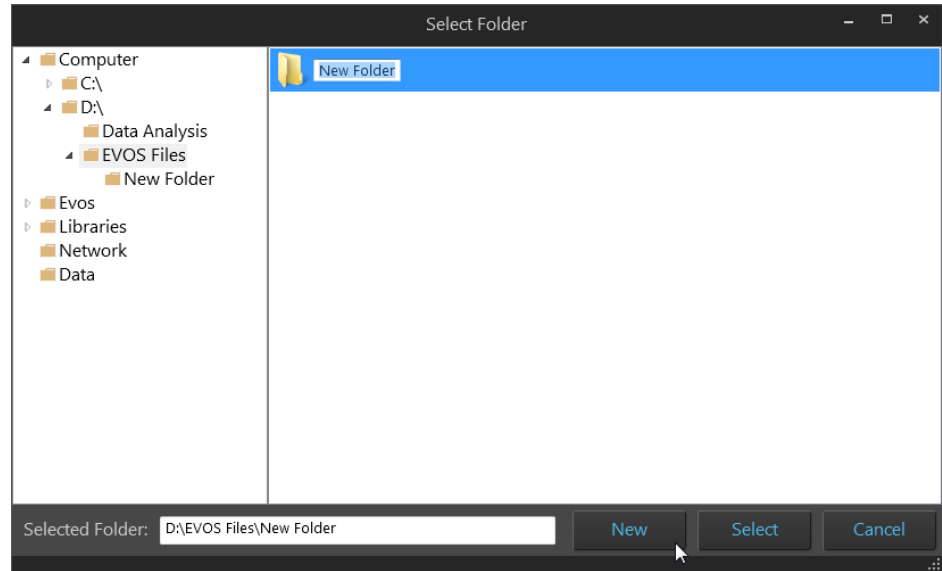 Select Folder
Computer
C:\
D:\
Data Analysis
EVOS Files
New Folder
Evos
Libraries
Network
Data
New Folder
Selected Folder: D:\EVOS Files\New Folder
New
Select
Cancel